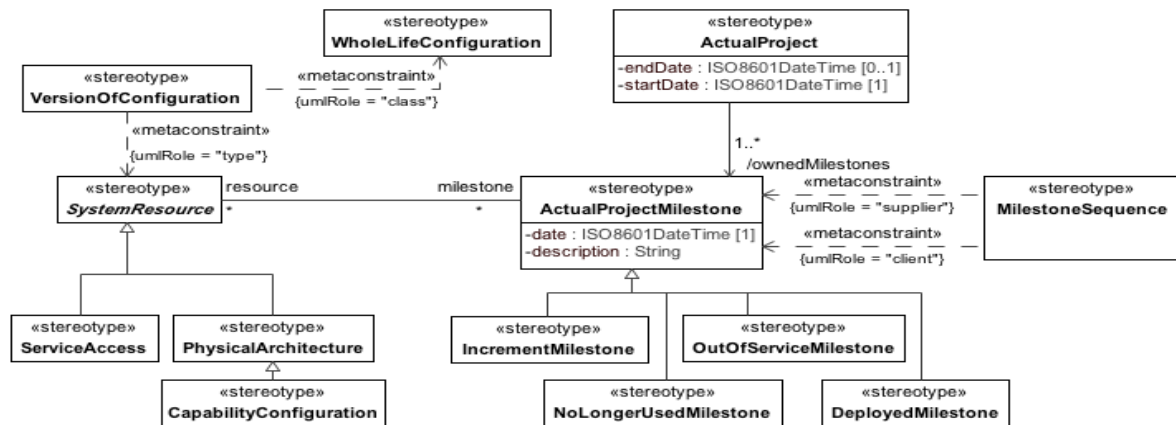 «stereotype»
WholeLifeConfiguration
«stereotype»
ActualProject
-endDate : ISO8601DateTime [0..1]
-startDate : ISO8601DateTime [1]
«stereotype»
VersionOfConfiguration
«metaconstraint»
{umlRole = "class"}
«metaconstraint»
{umlRole = "type"}
1..*
/ownedMilestones
«stereotype»
SystemResource
resource
*
milestone
*
«stereotype»
ActualProjectMilestone
-date : ISO8601DateTime [1]
-description : String
«metaconstraint»
{umlRole = "supplier"}
«metaconstraint»
{umlRole = "client"}
«stereotype»
MilestoneSequence
«stereotype»
ServiceAccess
«stereotype»
PhysicalArchitecture
«stereotype»
IncrementMilestone
«stereotype»
OutOfServiceMilestone
«stereotype»
CapabilityConfiguration
«stereotype»
NoLongerUsedMilestone
«stereotype»
DeployedMilestone